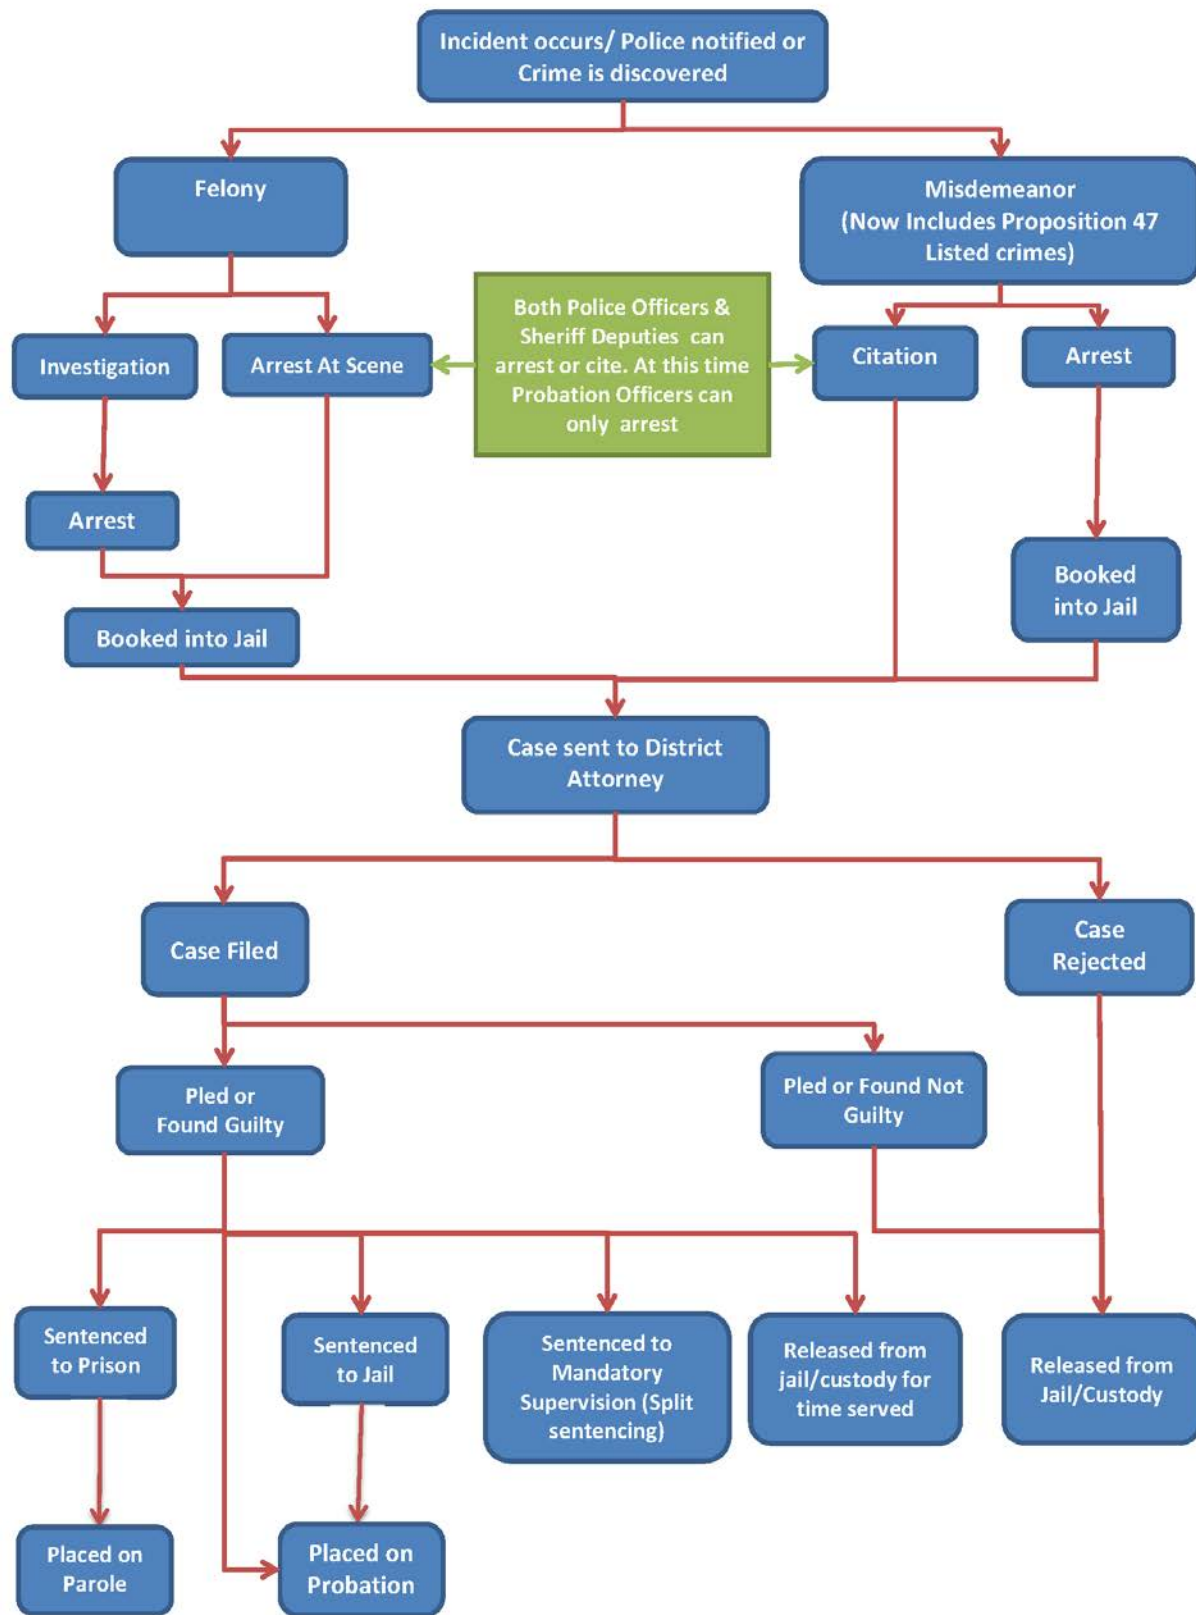 Incident occurs/ Police notified or
Crime is discovered
Felony
Misdemeanor
(Now Includes Proposition 47
Listed crimes)
Both Police Officers &
Sheriff Deputies can
arrest or cite. At this time
Probation Officers can
only arrest
Investigation
Arrest At Scene
Citation
Arrest
Arrest
Booked into Jail
Booked
into Jail
Case sent to District
Attorney
Case Filed
Case
Rejected
Pled or
Found Guilty
Pled or Found Not
Guilty
Sentenced
to Prison
Sentenced
to Jail
Sentenced to
Mandatory
Supervision (Split
sentencing)
Released from
jail/custody for
time served
Released from
Jail/Custody
Placed on
Parole
Placed on
Probation